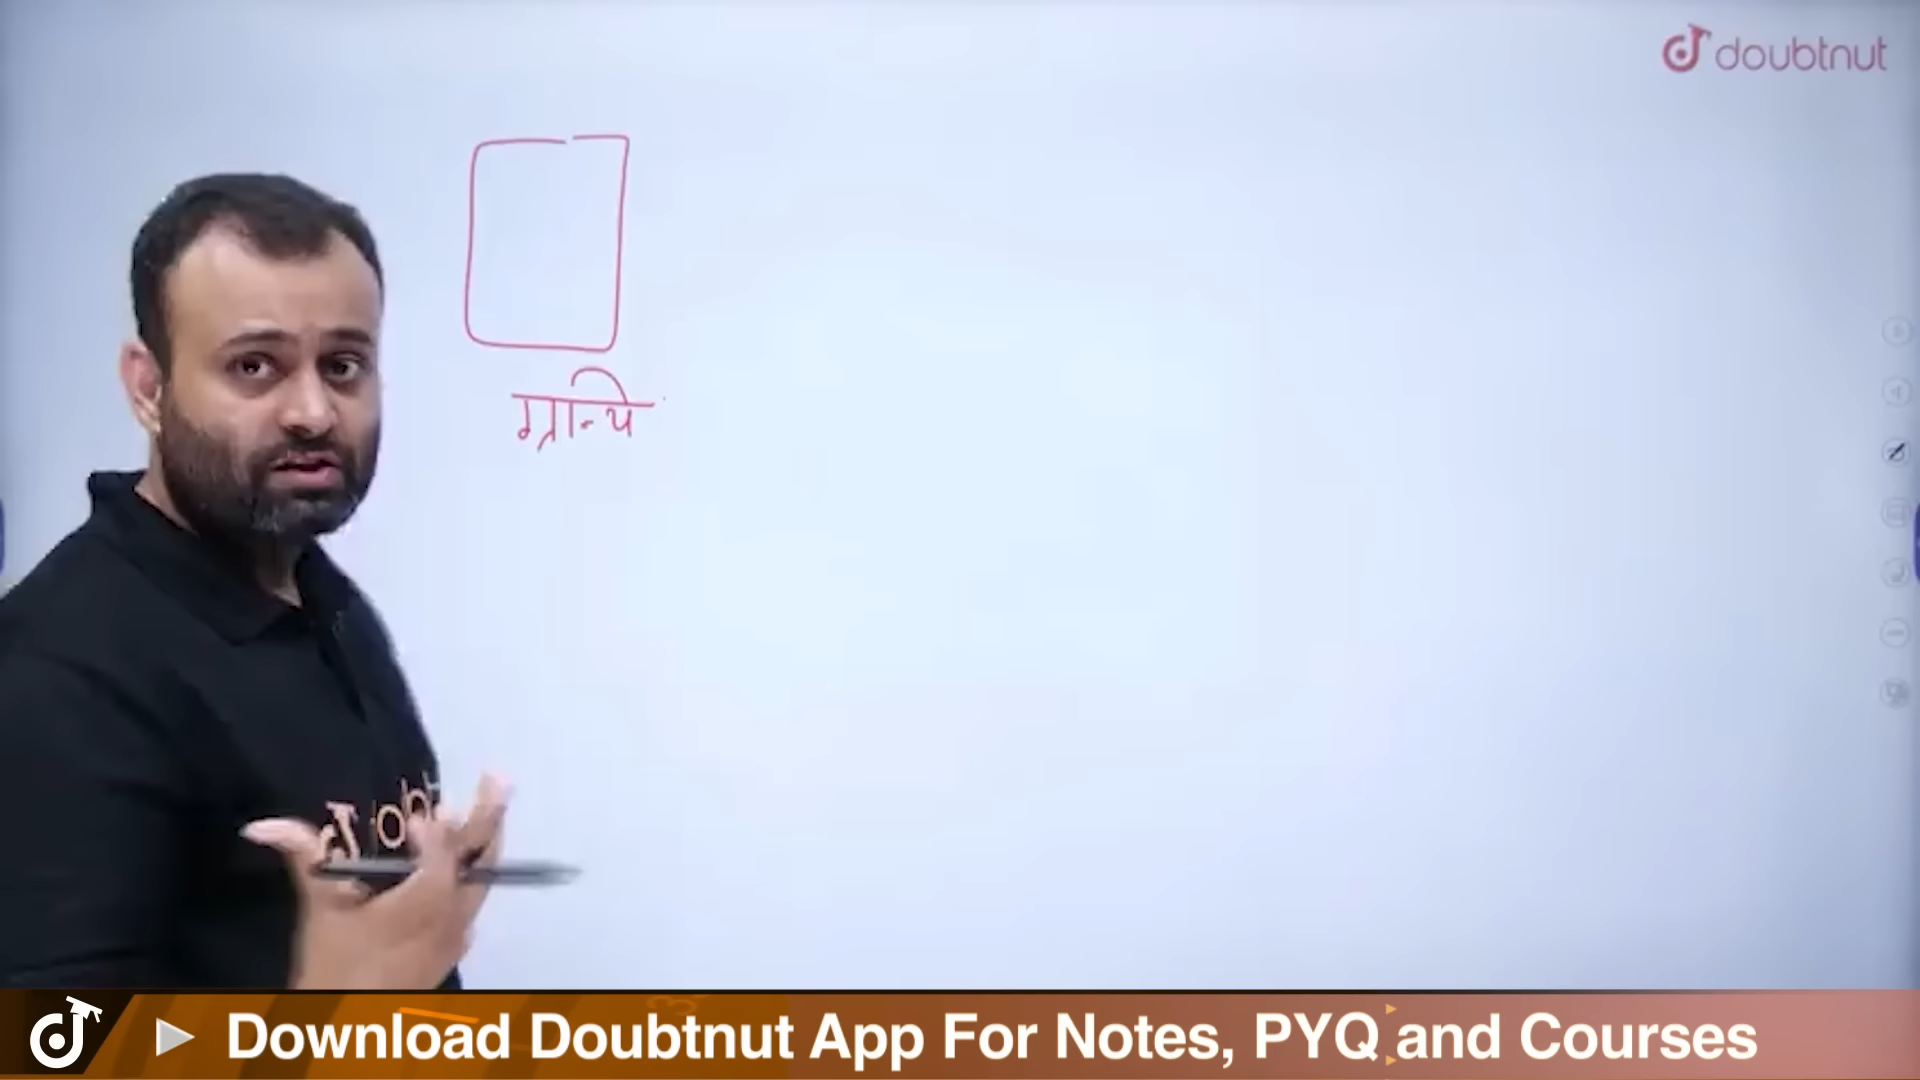 doubtnut
ग्रन्थि
Download Doubtnut App For Notes, PYQ and Courses